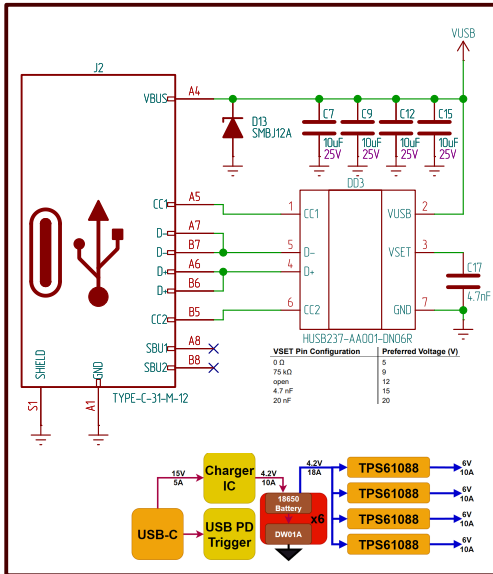 VUSB
J2
VBUS A4
D13
SMBJ12A
C7 C9 C12 C15
10uF 10uF 10uF 10uF
25V 25V 25V 25V
DD3
CC1 A5 1 CC1 VUSB 2
D- A7
D- B7 5 D- VSET 3
D+ A6 4 D+
D+ B6
C17
4.7nF
CC2 B5 6 CC2 GND 7
HUSB237-AA001-DN06R
SBU1 A8
SBU2 B8
SHIELD GND
S1 A1
TYPE-C-31-M-12
VSET Pin Configuration Preferred Voltage (V)
0 Ω 5
75 kΩ 9
open 12
4.7 nF 15
20 nF 20
15V
5A
Charger
IC
4.2V
10A
4.2V
18A
TPS61088
6V
10A
18650
Battery
x6
TPS61088
6V
10A
USB-C
USB PD
Trigger
DW01A
TPS61088
6V
10A
TPS61088
6V
10A